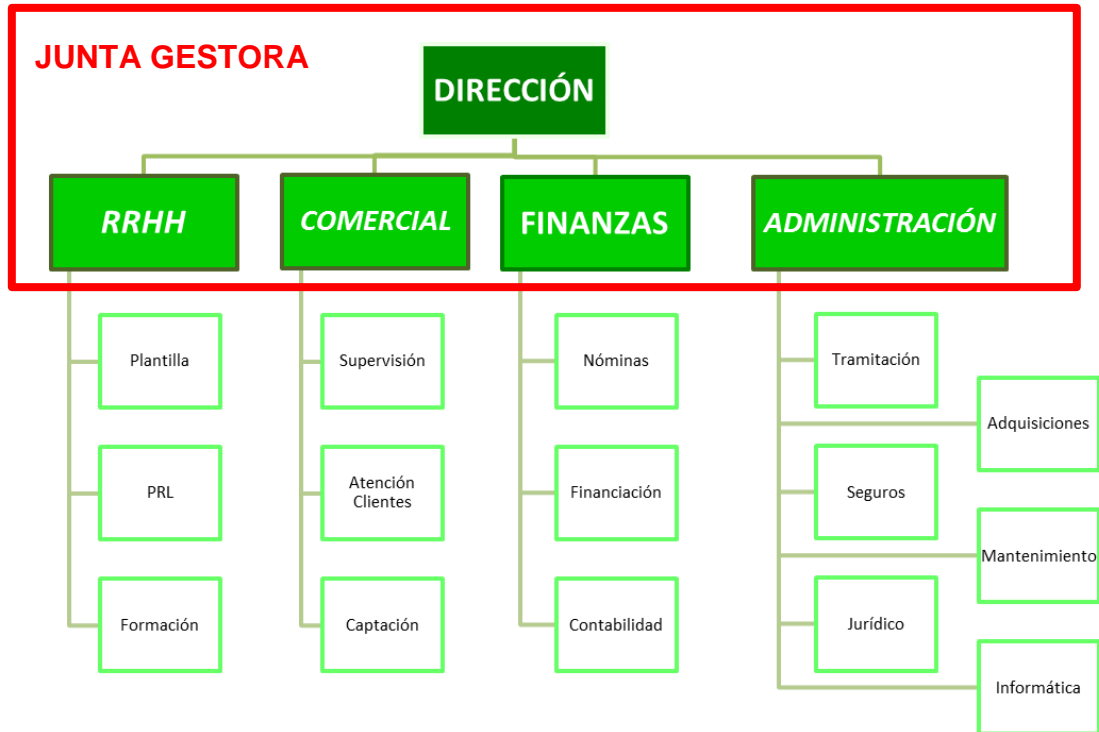 JUNTA GESTORA
DIRECCIÓN
RRHH
COMERCIAL
FINANZAS
ADMINISTRACIÓN
Plantilla
Supervisión
Nóminas
Tramitación
Adquisiciones
PRL
Atención
Clientes
Financiación
Seguros
Mantenimiento
Formación
Captación
Contabilidad
Jurídico
Informática